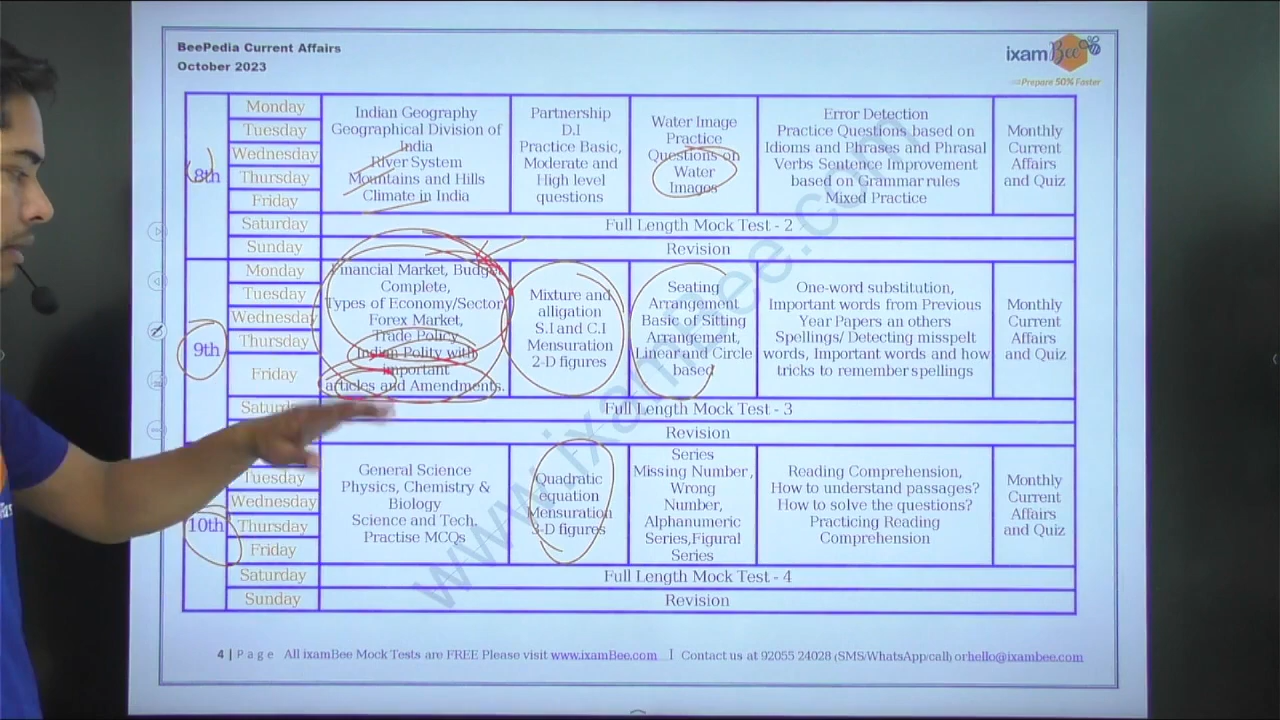 BeePedia Current Affairs
October 2023
ixamBee
Prepare 50% Faster
8th
Monday
Tuesday
Wednesday
Thursday
Friday
Indian Geography
Geographical Division of
India
River System
Mountains and Hills
Climate in India
Partnership
D.I
Practice Basic,
Moderate and
High level
questions
Water Image
Practice
Questions on
Water
Images
Error Detection
Practice Questions based on
Idioms and Phrases and Phrasal
Verbs Sentence Improvement
based on Grammar rules
Mixed Practice
Monthly
Current
Affairs
and Quiz
Saturday
Full Length Mock Test - 2
Sunday
Revision
9th
Monday
Tuesday
Wednesday
Thursday
Friday
Financial Market, Budget
Complete,
Types of Economy/Sector
Forex Market,
Trade Policy
Indian Polity with
important
articles and Amendments.
Mixture and
alligation
S.I and C.I
Mensuration
2-D figures
Seating
Arrangement
Basic of Sitting
Arrangement,
Linear and Circle
based
One-word substitution,
Important words from Previous
Year Papers an others
Spellings/ Detecting misspelt
words, Important words and how
tricks to remember spellings
Monthly
Current
Affairs
and Quiz
Saturd
Full Length Mock Test - 3
Revision
10th
Tuesday
Wednesday
Thursday
Friday
General Science
Physics, Chemistry &
Biology
Science and Tech.
Practise MCQs
Quadratic
equation
Mensuration
3-D figures
Series
Missing Number,
Wrong
Number,
Alphanumeric
Series,Figural
Series
Reading Comprehension,
How to understand passages?
How to solve the questions?
Practicing Reading
Comprehension
Monthly
Current
Affairs
and Quiz
Saturday
Full Length Mock Test - 4
Sunday
Revision
www.ixamBee.com
4 | Page All ixamBee Mock Tests are FREE Please visit www.ixamBee.com | Contact us at 92055 24028 (SMS/WhatsApp/call) orhello@ixambee.com